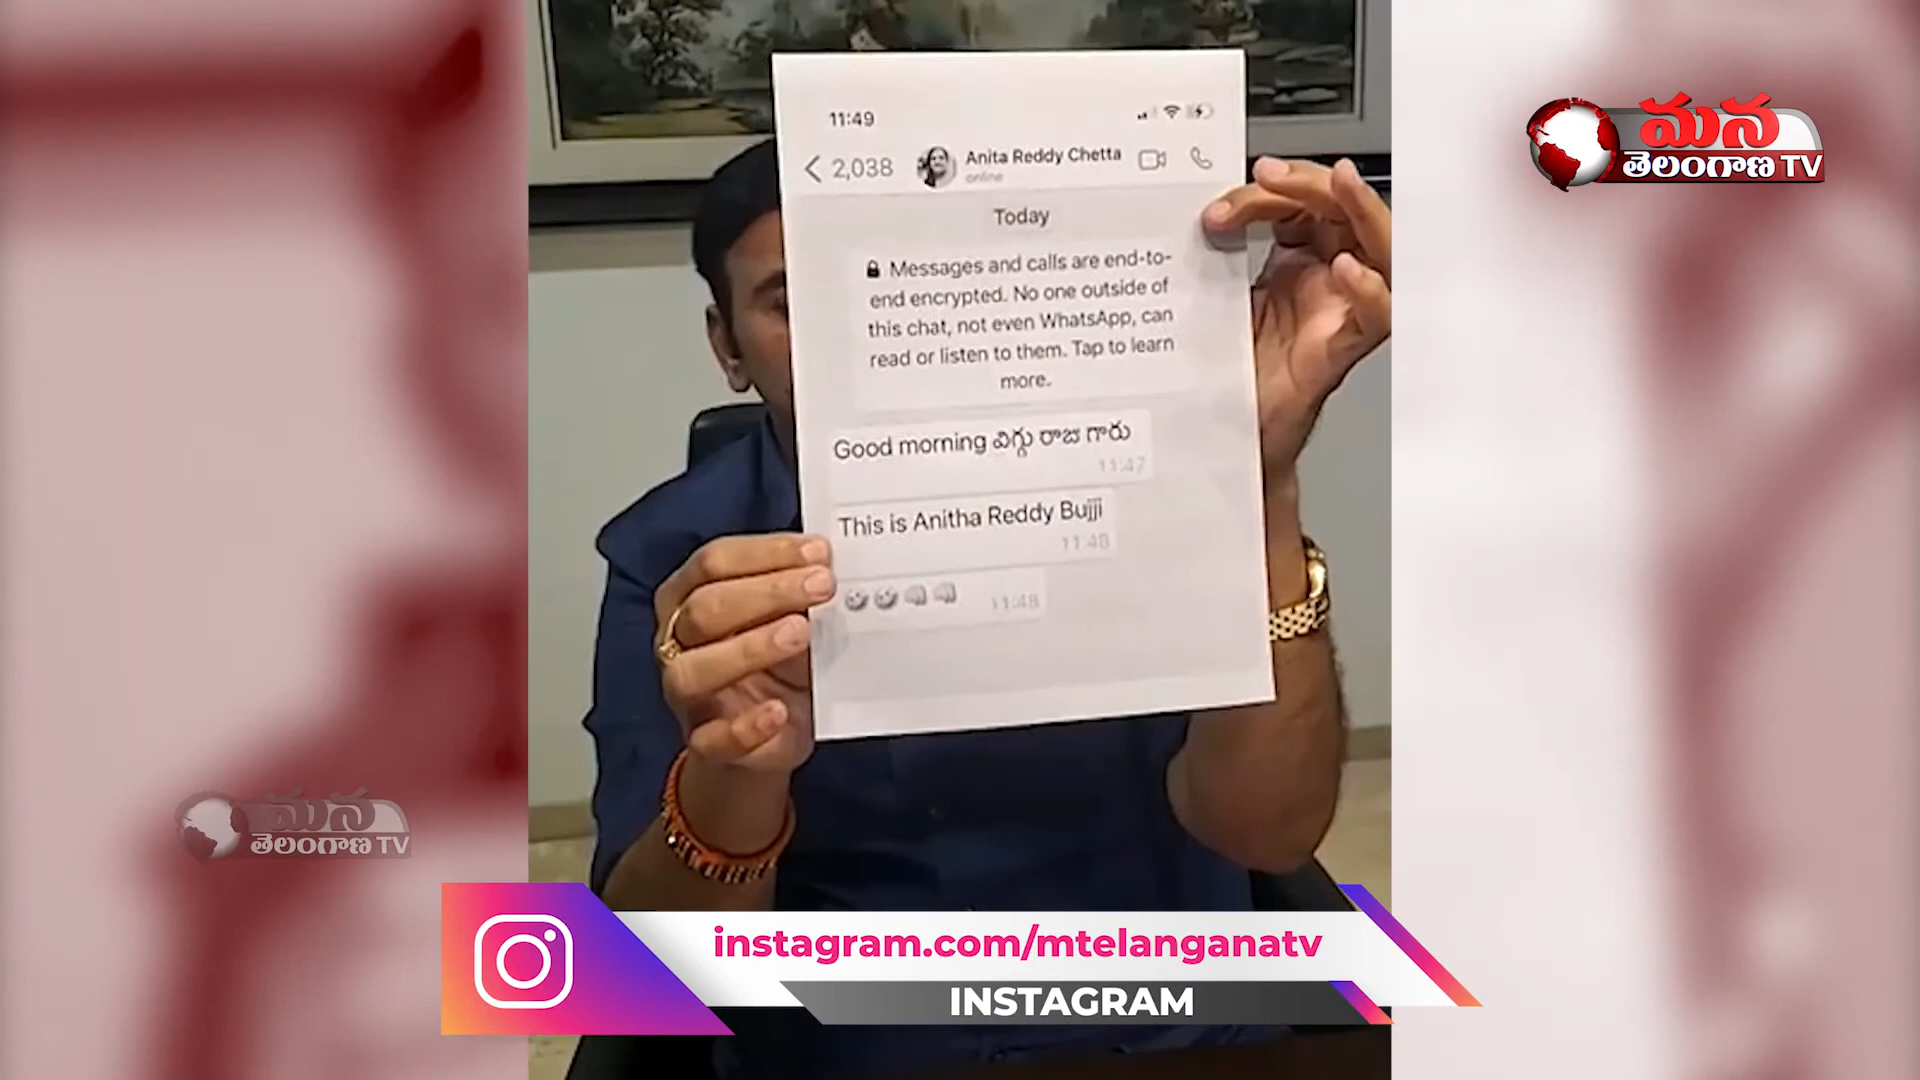 మన
తెలంగాణ TV
11:49
2,038
Anita Reddy Chetta
online
Today
Messages and calls are end-to-
end encrypted. No one outside of
this chat, not even WhatsApp, can
read or listen to them. Tap to learn
more.
Good morning విగ్గు రాజు గారు
11:47
This is Anitha Reddy Bujji
11:48
11:48
మన
తెలంగాణ TV
instagram.com/mtelanganatv
INSTAGRAM